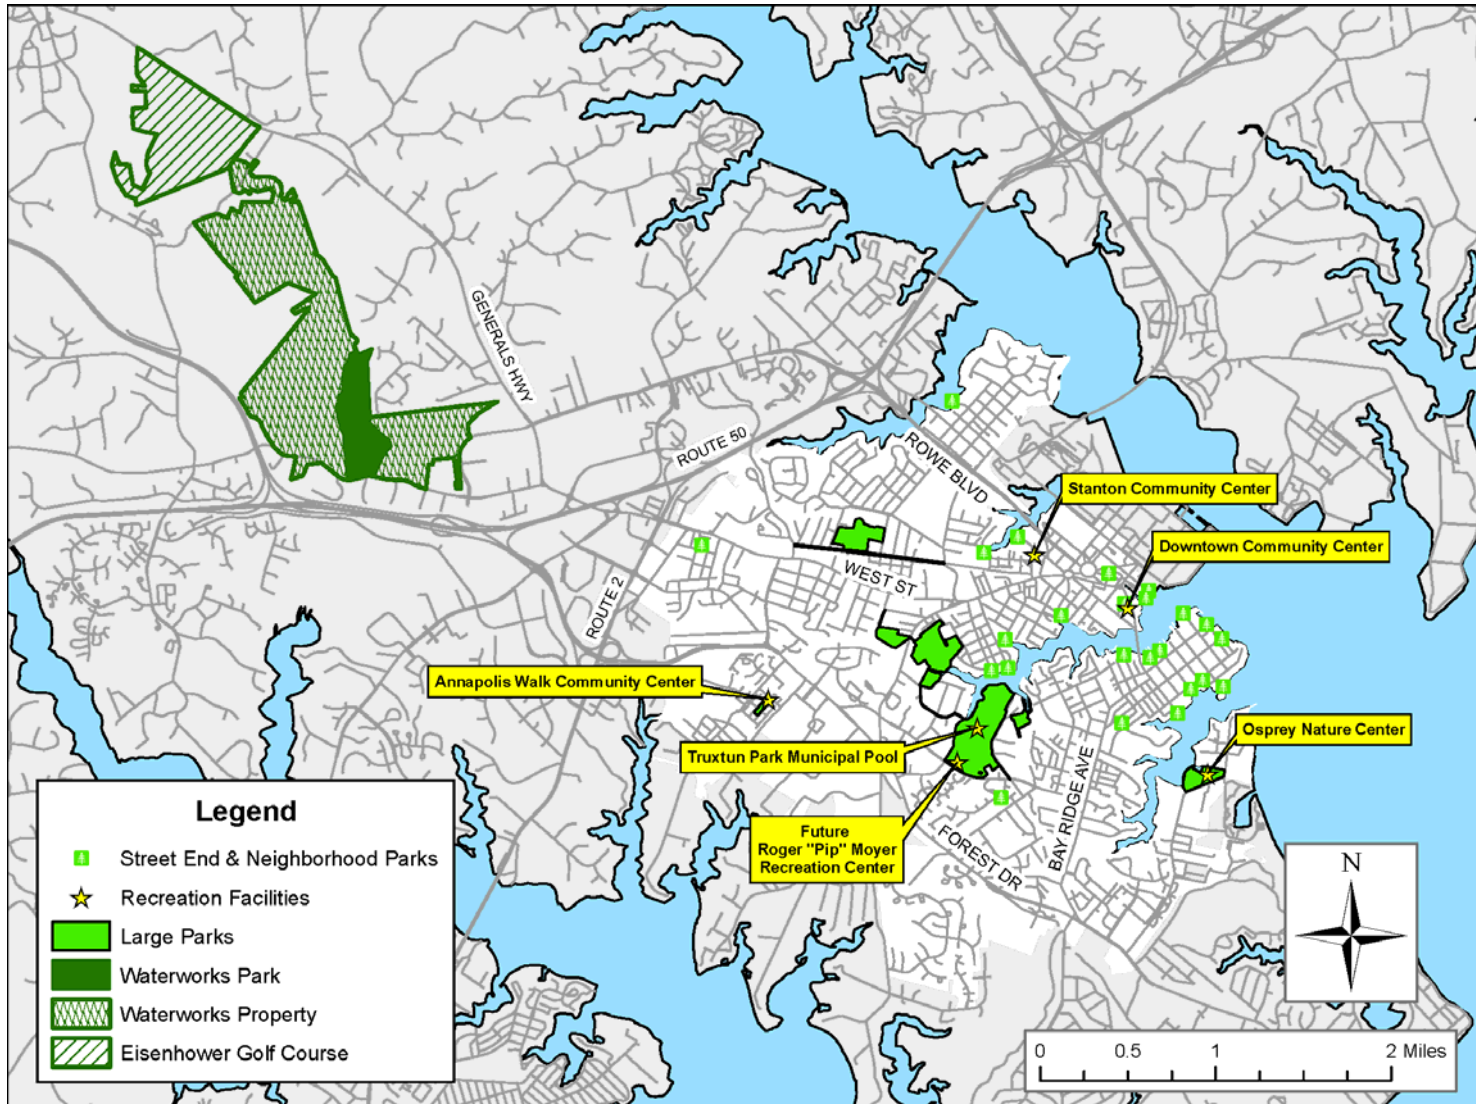 GENERALS HWY
ROUTE 50
ROWE BLVD
Stanton Community Center
Downtown Community Center
WEST ST
ROUTE 2
Annapolis Walk Community Center
Truxtun Park Municipal Pool
Osprey Nature Center
BAY RIDGE AVE
Future
Roger "Pip" Moyer
Recreation Center
FOREST DR
Legend
Street End & Neighborhood Parks
Recreation Facilities
Large Parks
Waterworks Park
Waterworks Property
Eisenhower Golf Course
N
0 0.5 1 2 Miles